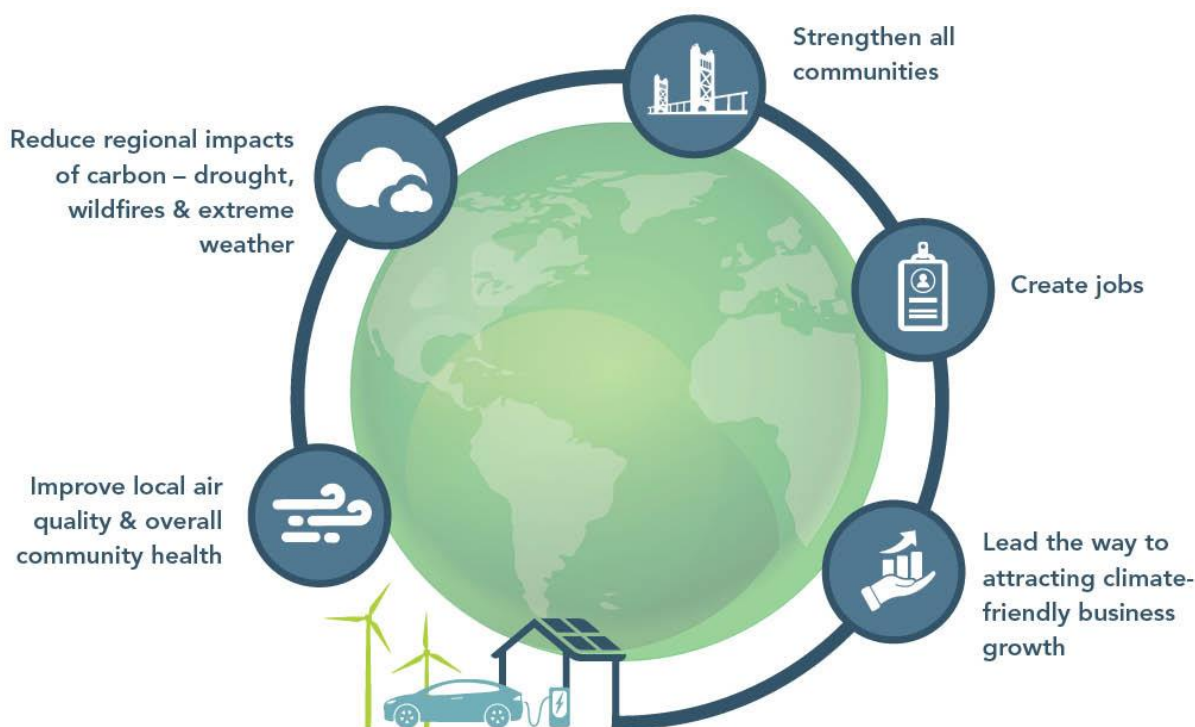 Strengthen all
communities
Reduce regional impacts
of carbon – drought,
wildfires & extreme
weather
Create jobs
Improve local air
quality & overall
community health
Lead the way to
attracting climate-
friendly business
growth